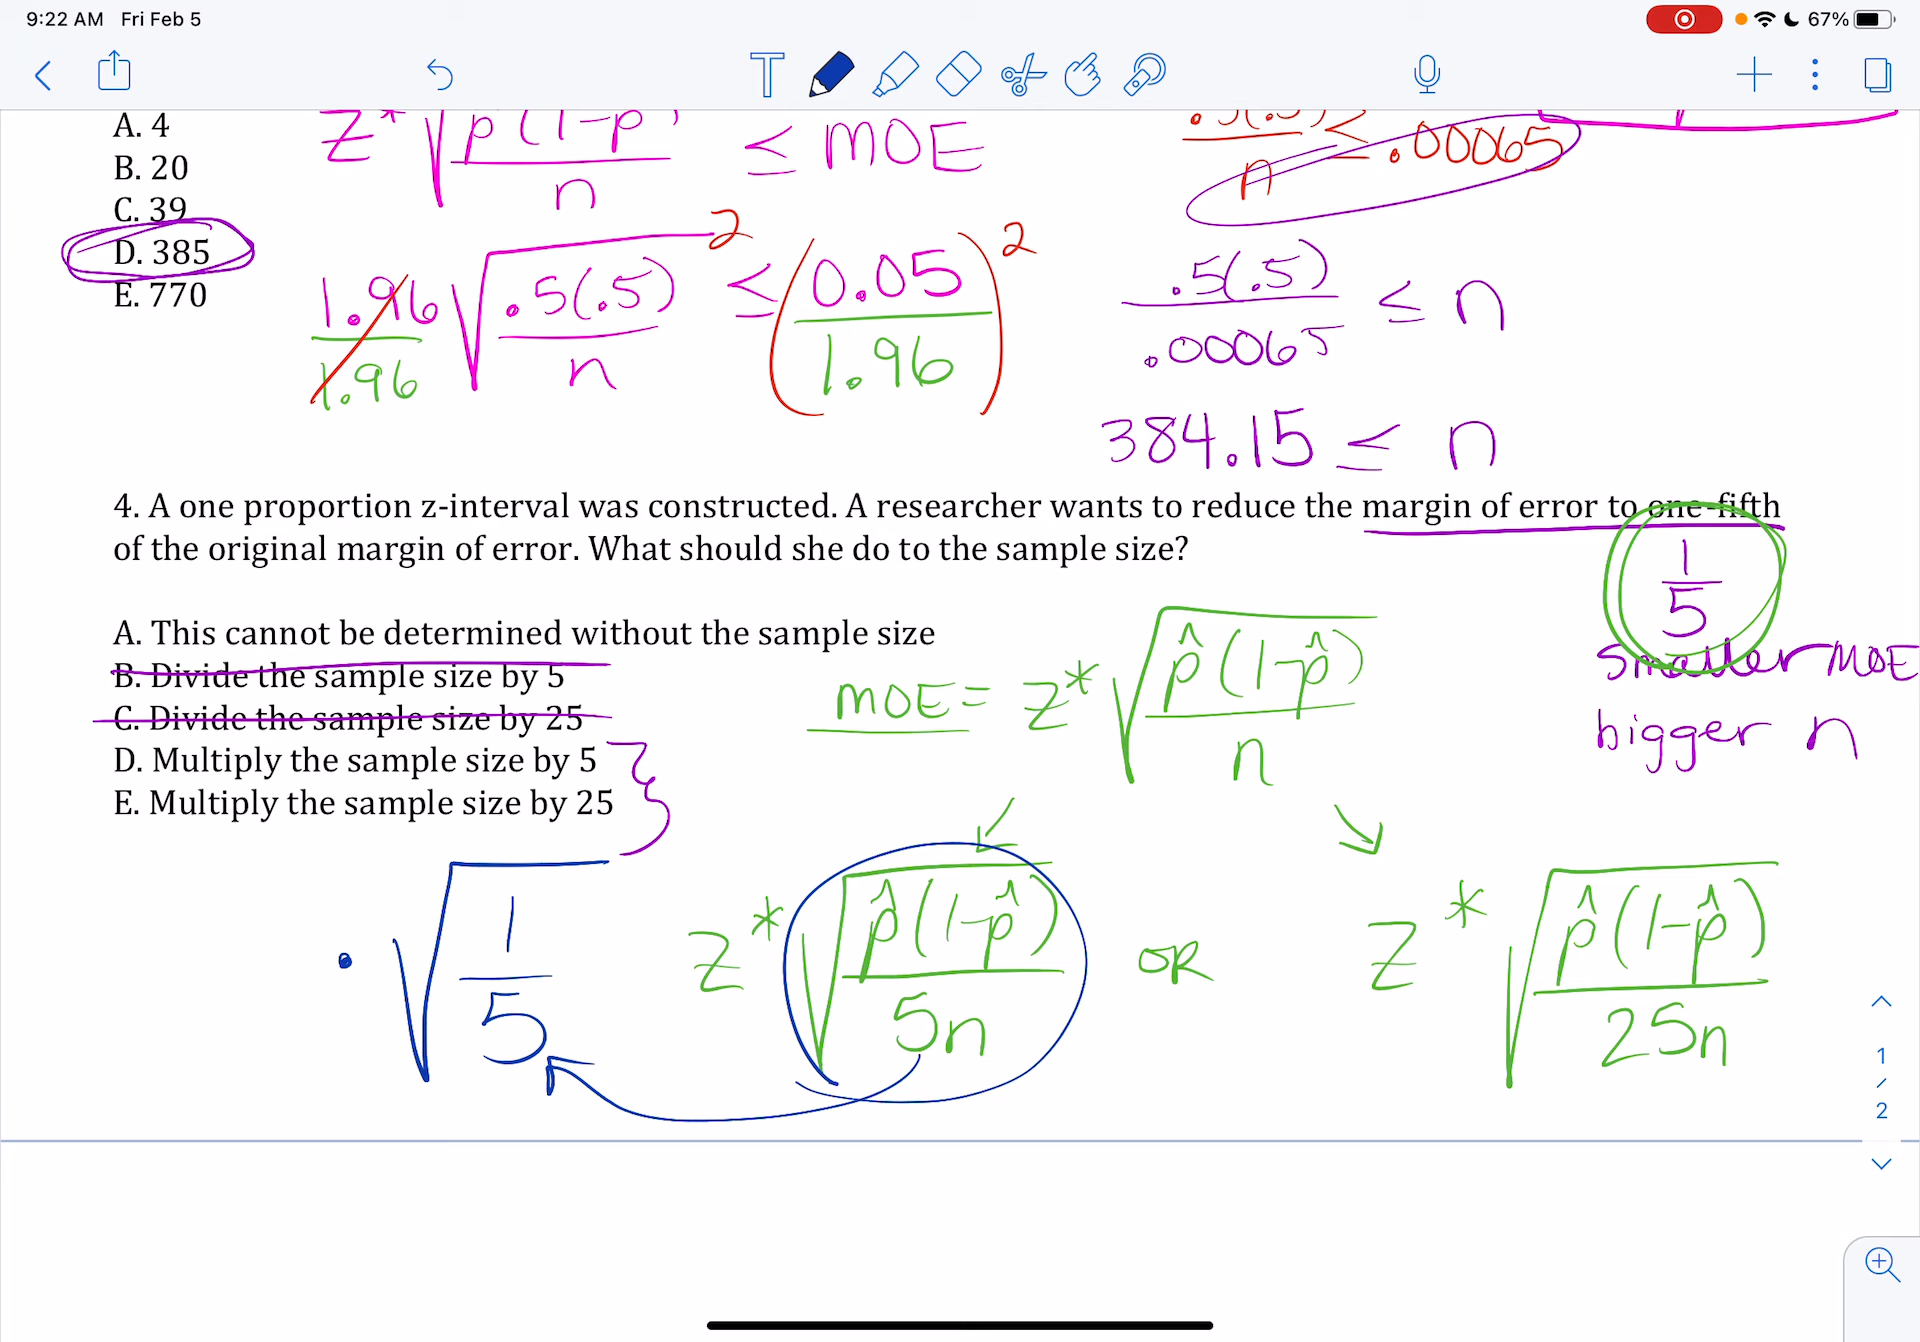 9:22 AM Fri Feb 5
67%
A. 4
B. 20
C. 39
D. 385
E. 770
z* √ p(1-p) / n ≤ MOE
1.96 / 1.96 √ .5(.5) / n ² ≤ (0.05 / 1.96)²
n ≤ .00065
.5(.5) / .00065 ≤ n
384.15 ≤ n
4. A one proportion z-interval was constructed. A researcher wants to reduce the margin of error to one-fifth
of the original margin of error. What should she do to the sample size?
1/5
smaller MOE
bigger n
A. This cannot be determined without the sample size
B. Divide the sample size by 5
C. Divide the sample size by 25
D. Multiply the sample size by 5
E. Multiply the sample size by 25
MOE = z* √ p̂(1-p̂) / n
· √ 1/5
z* √ p̂(1-p̂) / 5n OR z* √ p̂(1-p̂) / 25n
1
/
2